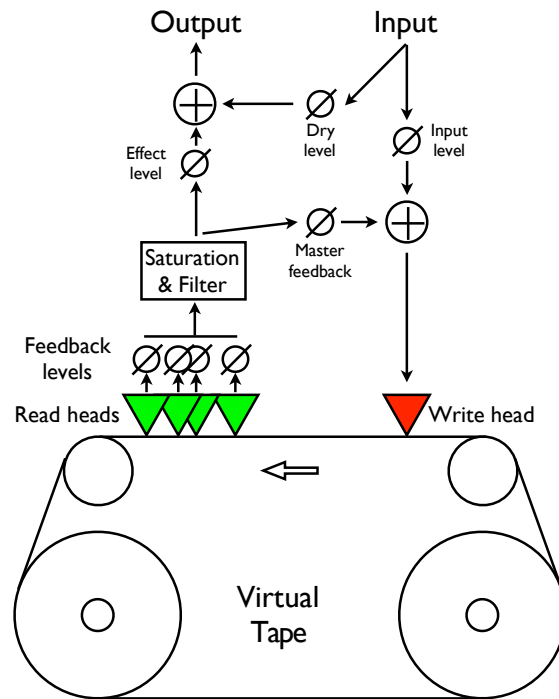 Output
Input
Dry
level
Input
level
Effect
level
Master
feedback
Saturation
& Filter
Feedback
levels
Read heads
Write head
Virtual
Tape